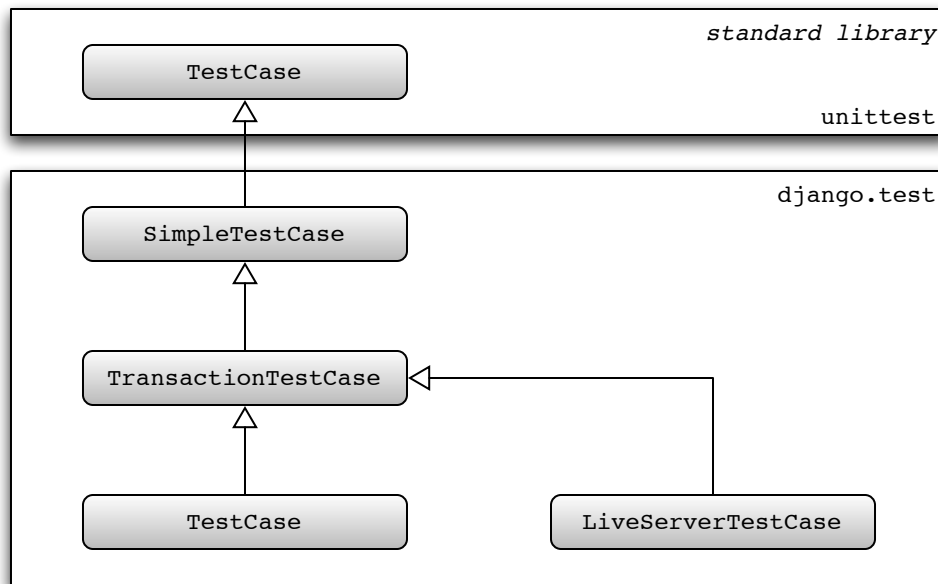 standard library
TestCase
unittest
django.test
SimpleTestCase
TransactionTestCase
TestCase
LiveServerTestCase